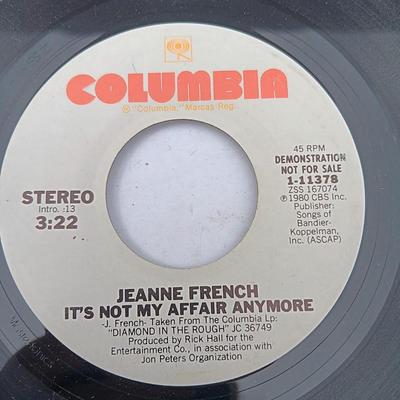 COLUMBIA
® "Columbia," Marcas Reg.
STEREO
Intro. :13
3:22
45 RPM
DEMONSTRATION
NOT FOR SALE
1-11378
ZSS 167074
℗ 1980 CBS Inc.
Publisher:
Songs of
Bandier-
Koppelman,
Inc. (ASCAP)
JEANNE FRENCH
IT'S NOT MY AFFAIR ANYMORE
-J. French- Taken From The Columbia Lp:
"DIAMOND IN THE ROUGH" JC 36749
Produced by Rick Hall for the
Entertainment Co., in association with
Jon Peters Organization